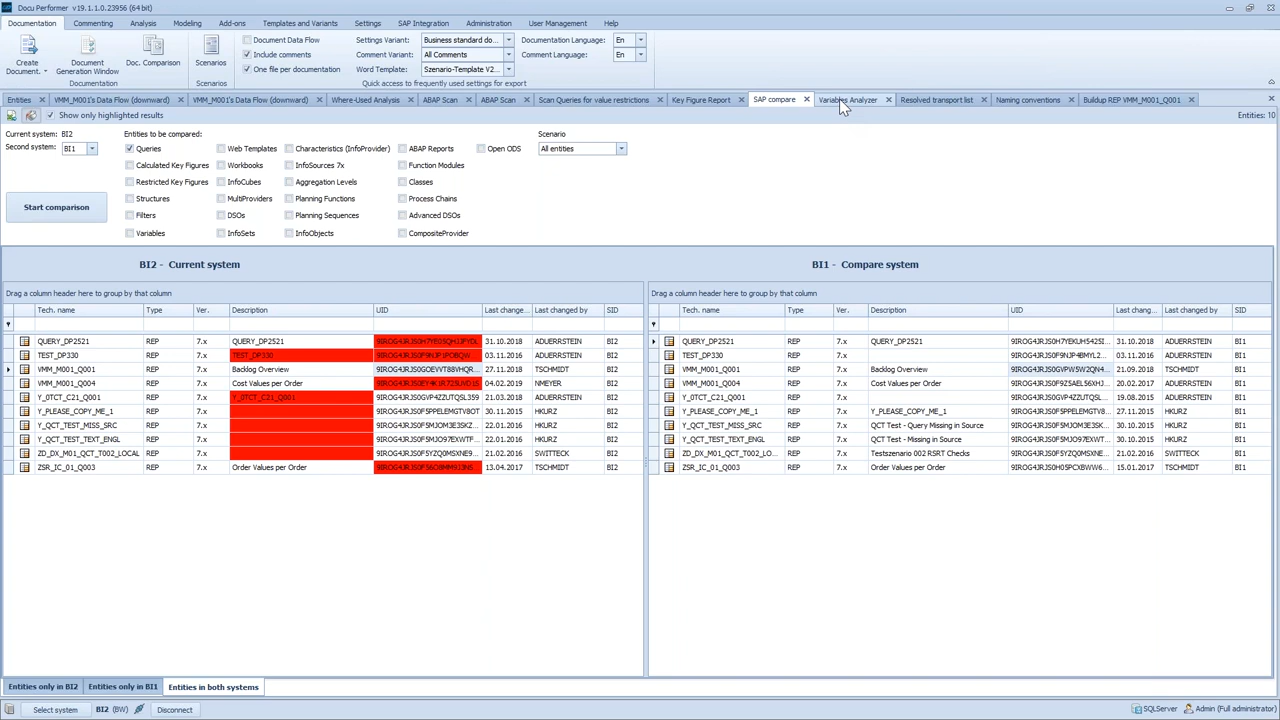 Docu Performer v19.1.1.0.23956 (64 bit)
Documentation Commenting Analysis Modeling Add-ons Templates and Variants Settings SAP Integration Administration User Management Help
Create Document. Document Generation Window Doc. Comparison Scenarios
Document Data Flow Settings Variant: Business standard do... Documentation Language: En
Include comments Comment Variant: All Comments Comment Language: En
One file per documentation Word Template: Szenario-Template V2...
Documentation Scenarios Quick access to frequently used settings for export
Entities VMM_M001's Data Flow (downward) VMM_M001's Data Flow (downward) Where-Used Analysis ABAP Scan ABAP Scan Scan Queries for value restrictions Key Figure Report SAP compare Variables Analyzer Resolved transport list Naming conventions Buildup REP VMM_M001_Q001
Show only highlighted results Entities: 10
Current system: BI2 Entities to be compared: Scenario
Second system: BI1 Queries Web Templates Characteristics (InfoProvider) ABAP Reports Open ODS All entities
Calculated Key Figures Workbooks InfoSources 7x Function Modules
Restricted Key Figures InfoCubes Aggregation Levels Classes
Structures MultiProviders Planning Functions Process Chains
Start comparison
Filters DSOs Planning Sequences Advanced DSOs
Variables InfoSets InfoObjects CompositeProvider
BI2 - Current system BI1 - Compare system
Drag a column header here to group by that column Drag a column header here to group by that column
Tech. name Type Ver. Description UID Last change... Last changed by SID Tech. name Type Ver. Description UID Last chang... Last changed by SID
QUERY_DP2521 REP 7.x QUERY_DP2521 31.10.2018 ADUERRSTEIN BI2 QUERY_DP2521 REP 7.x QUERY_DP2521 30.10.2018 ADUERRSTEIN BI1
TEST_DP330 REP 7.x TEST_DP330 03.11.2016 ADUERRSTEIN BI2 TEST_DP330 REP 7.x 03.11.2016 ADUERRSTEIN BI1
VMM_M001_Q001 REP 7.x Backlog Overview 27.11.2018 TSCHMIDT BI2 VMM_M001_Q001 REP 7.x Backlog Overview 21.09.2018 TSCHMIDT BI1
VMM_M001_Q004 REP 7.x Cost Values per Order 04.02.2019 NMEYER BI2 VMM_M001_Q004 REP 7.x Cost Values per Order 20.02.2017 TSCHMIDT BI1
Y_0TCT_C21_Q001 REP 7.x Y_0TCT_C21_Q001 21.03.2018 ADUERRSTEIN BI2 Y_0TCT_C21_Q001 REP 7.x 19.08.2015 ADUERRSTEIN BI1
Y_PLEASE_COPY_ME_1 REP 7.x 30.11.2015 HKURZ BI2 Y_PLEASE_COPY_ME_1 REP 7.x Y_PLEASE_COPY_ME_1 27.11.2015 HKURZ BI1
Y_QCT_TEST_MISS_SRC REP 7.x 22.01.2016 HKURZ BI2 Y_QCT_TEST_MISS_SRC REP 7.x QCT Test - Query Missing in Source 22.01.2016 HKURZ BI1
Y_QCT_TEST_TEXT_ENGL REP 7.x 22.01.2016 HKURZ BI2 Y_QCT_TEST_TEXT_ENGL REP 7.x QCT Test - Missing in Source 22.01.2016 HKURZ BI1
ZD_DX_M01_QCT_T002_LOCAL REP 7.x 21.02.2016 SWITTECK BI2 ZD_DX_M01_QCT_T002_LO... REP 7.x Testszenario 002 RSRT Checks 21.02.2016 SWITTECK BI1
ZSR_IC_01_Q003 REP 7.x Order Values per Order 13.04.2017 TSCHMIDT BI2 ZSR_IC_01_Q003 REP 7.x Order Values per Order 15.01.2017 TSCHMIDT BI1
Entities only in BI2 Entities only in BI1 Entities in both systems
Select system BI2 (BW) Disconnect SQLServer Admin (Full administrator)